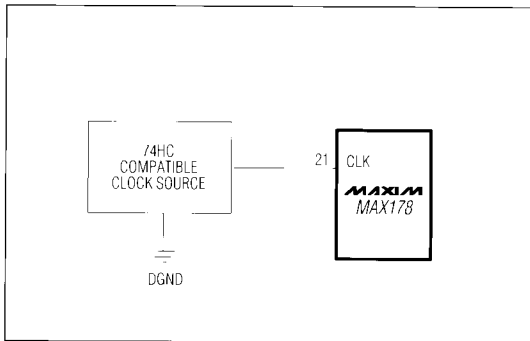 74HC
COMPATIBLE
CLOCK SOURCE
DGND
21 CLK
MAXIM
MAX178